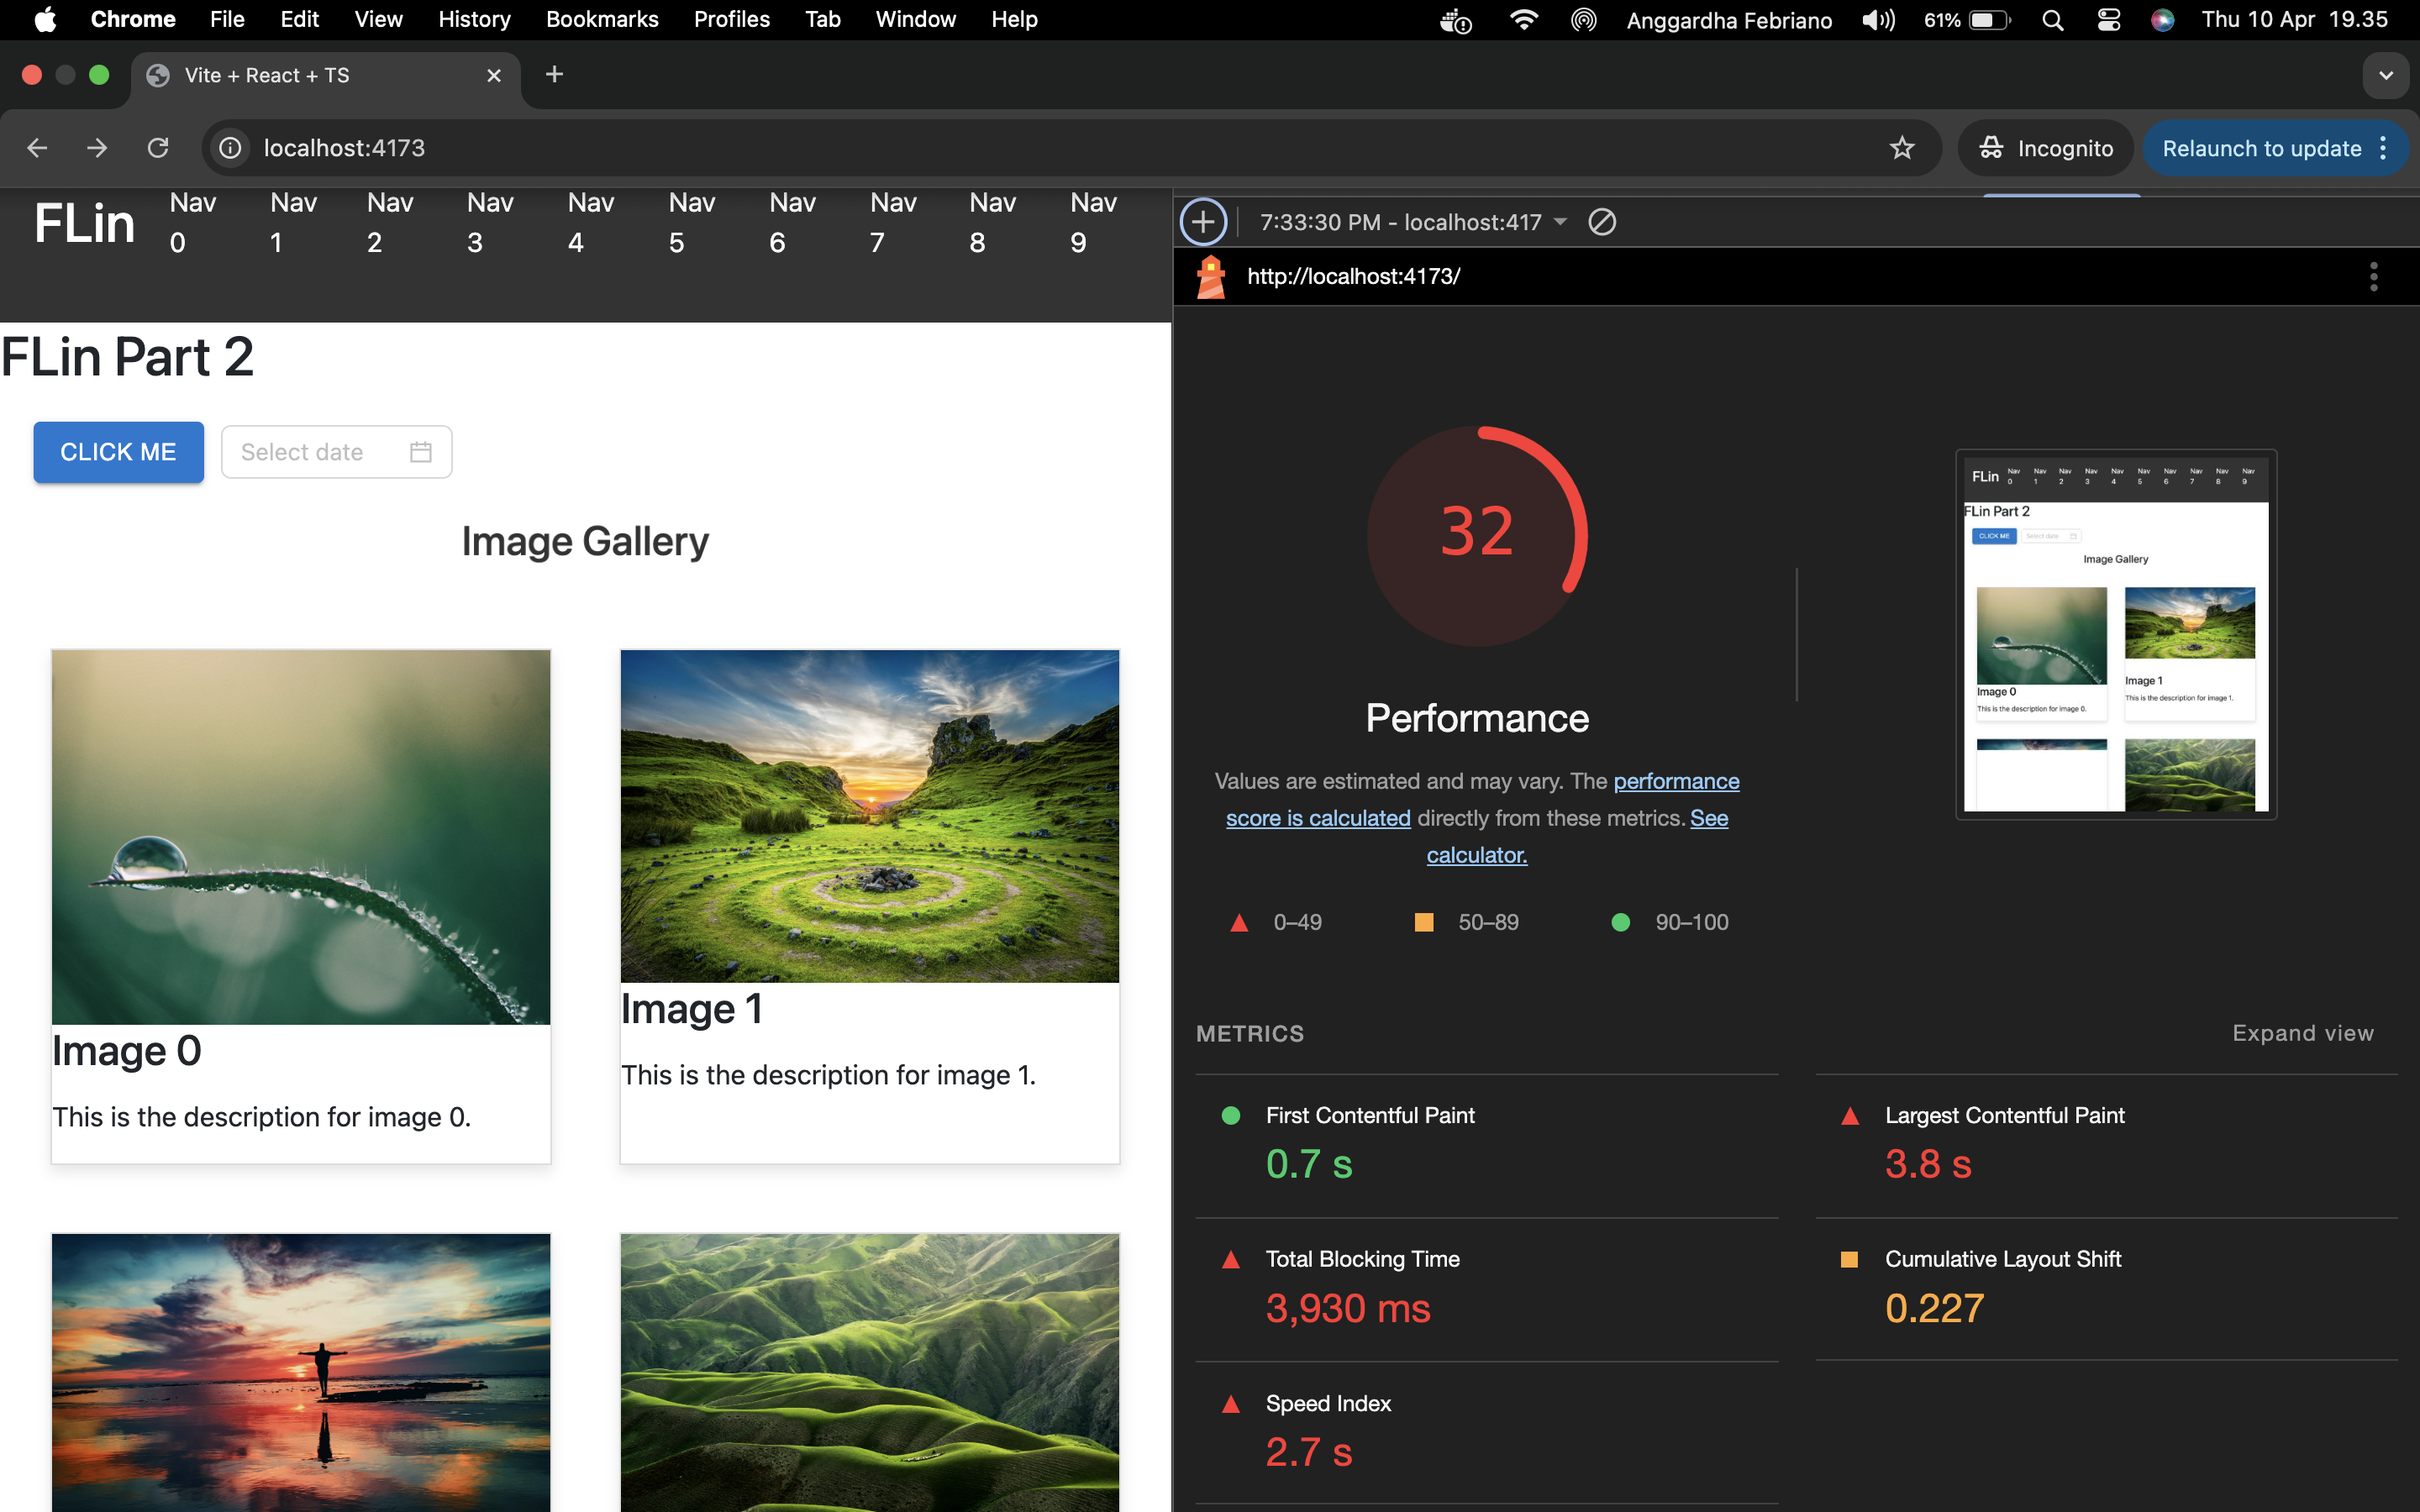 Chrome File Edit View History Bookmarks Profiles Tab Window Help Anggardha Febriano 61% Thu 10 Apr 19.35
Vite + React + TS
localhost:4173 Incognito Relaunch to update
FLin Nav 0 Nav 1 Nav 2 Nav 3 Nav 4 Nav 5 Nav 6 Nav 7 Nav 8 Nav 9
FLin Part 2
CLICK ME Select date
Image Gallery
Image 0
This is the description for image 0.
Image 1
This is the description for image 1.
7:33:30 PM - localhost:417
http://localhost:4173/
32
Performance
Values are estimated and may vary. The performance
score is calculated directly from these metrics. See
calculator.
0–49 50–89 90–100
FLin Nav 0 Nav 1 Nav 2 Nav 3 Nav 4 Nav 5 Nav 6 Nav 7 Nav 8 Nav 9
FLin Part 2
CLICK ME Select date
Image Gallery
Image 0
This is the description for image 0.
Image 1
This is the description for image 1.
METRICS Expand view
First Contentful Paint
0.7 s
Largest Contentful Paint
3.8 s
Total Blocking Time
3,930 ms
Cumulative Layout Shift
0.227
Speed Index
2.7 s